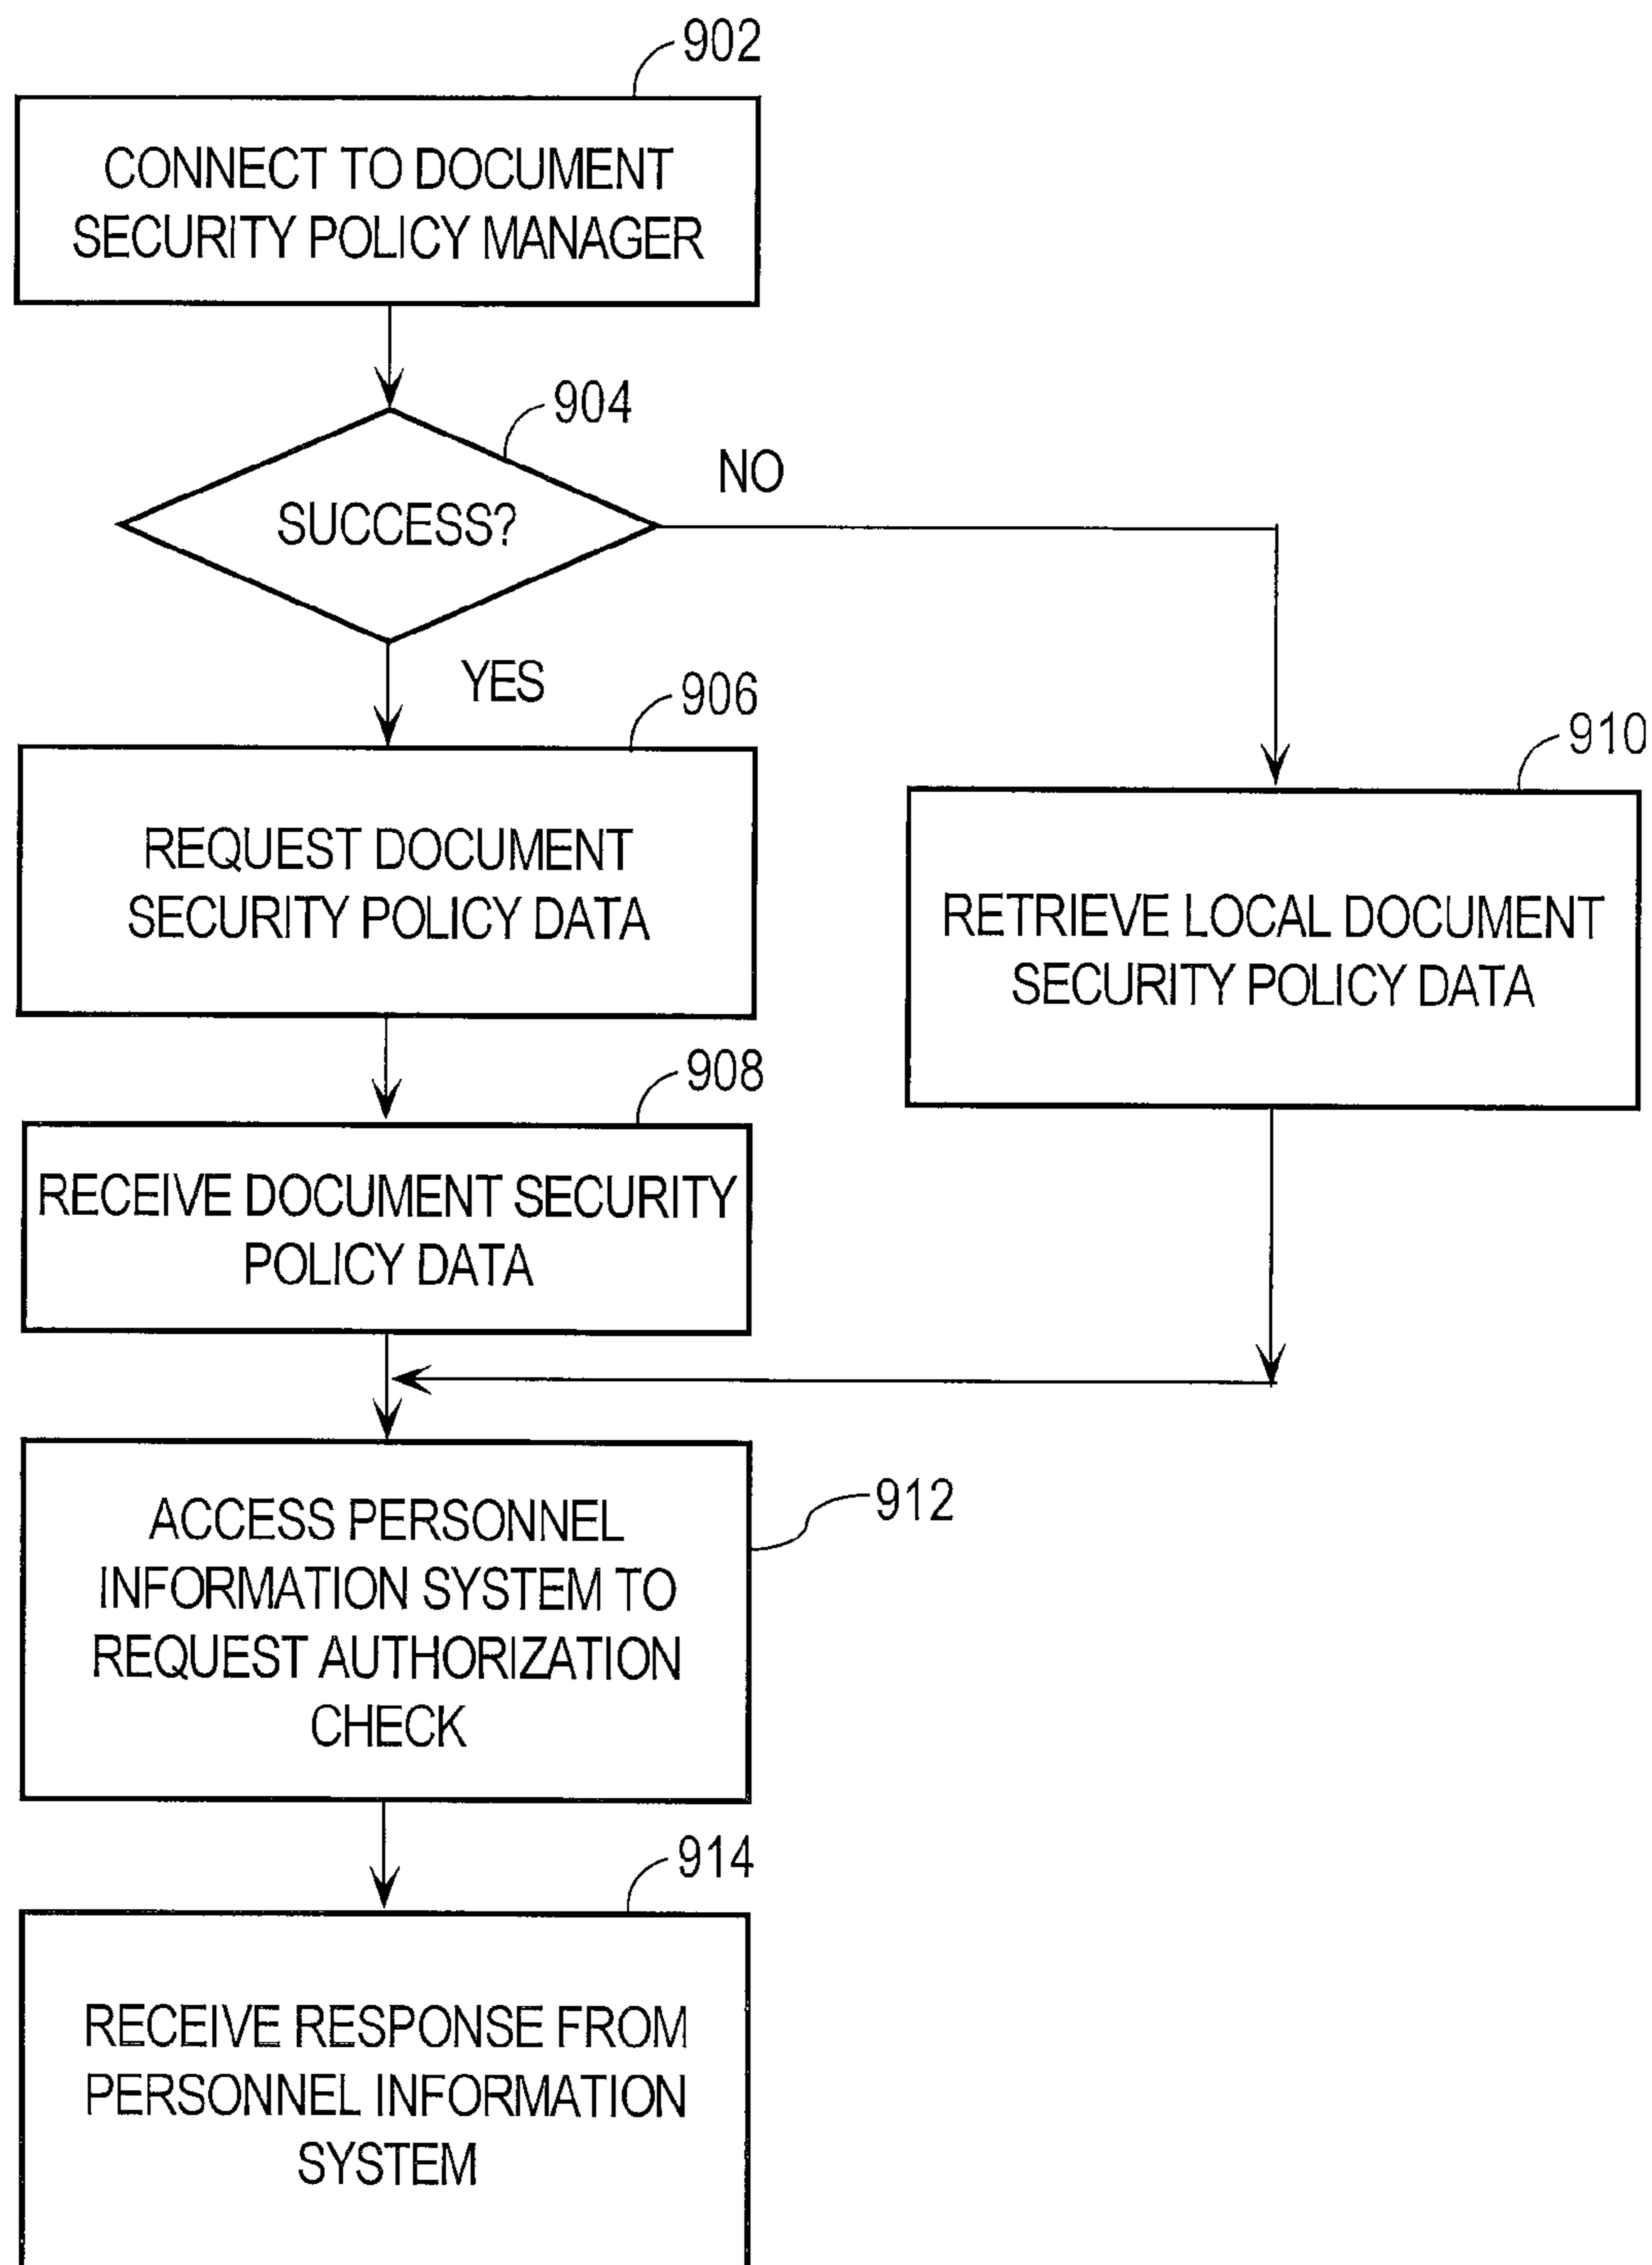 902
CONNECT TO DOCUMENT
SECURITY POLICY MANAGER
904
SUCCESS?
NO
YES
906
REQUEST DOCUMENT
SECURITY POLICY DATA
910
RETRIEVE LOCAL DOCUMENT
SECURITY POLICY DATA
908
RECEIVE DOCUMENT SECURITY
POLICY DATA
912
ACCESS PERSONNEL
INFORMATION SYSTEM TO
REQUEST AUTHORIZATION
CHECK
914
RECEIVE RESPONSE FROM
PERSONNEL INFORMATION
SYSTEM